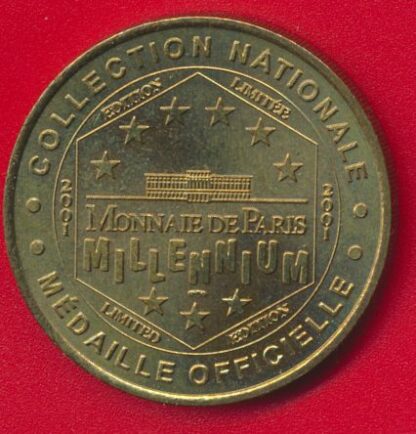 COLLECTION NATIONALE
EDITION LIMITÉE
2001
2001
MONNAIE DE PARIS
MILLENNIUM
LIMITED EDITION
MÉDAILLE OFFICIELLE